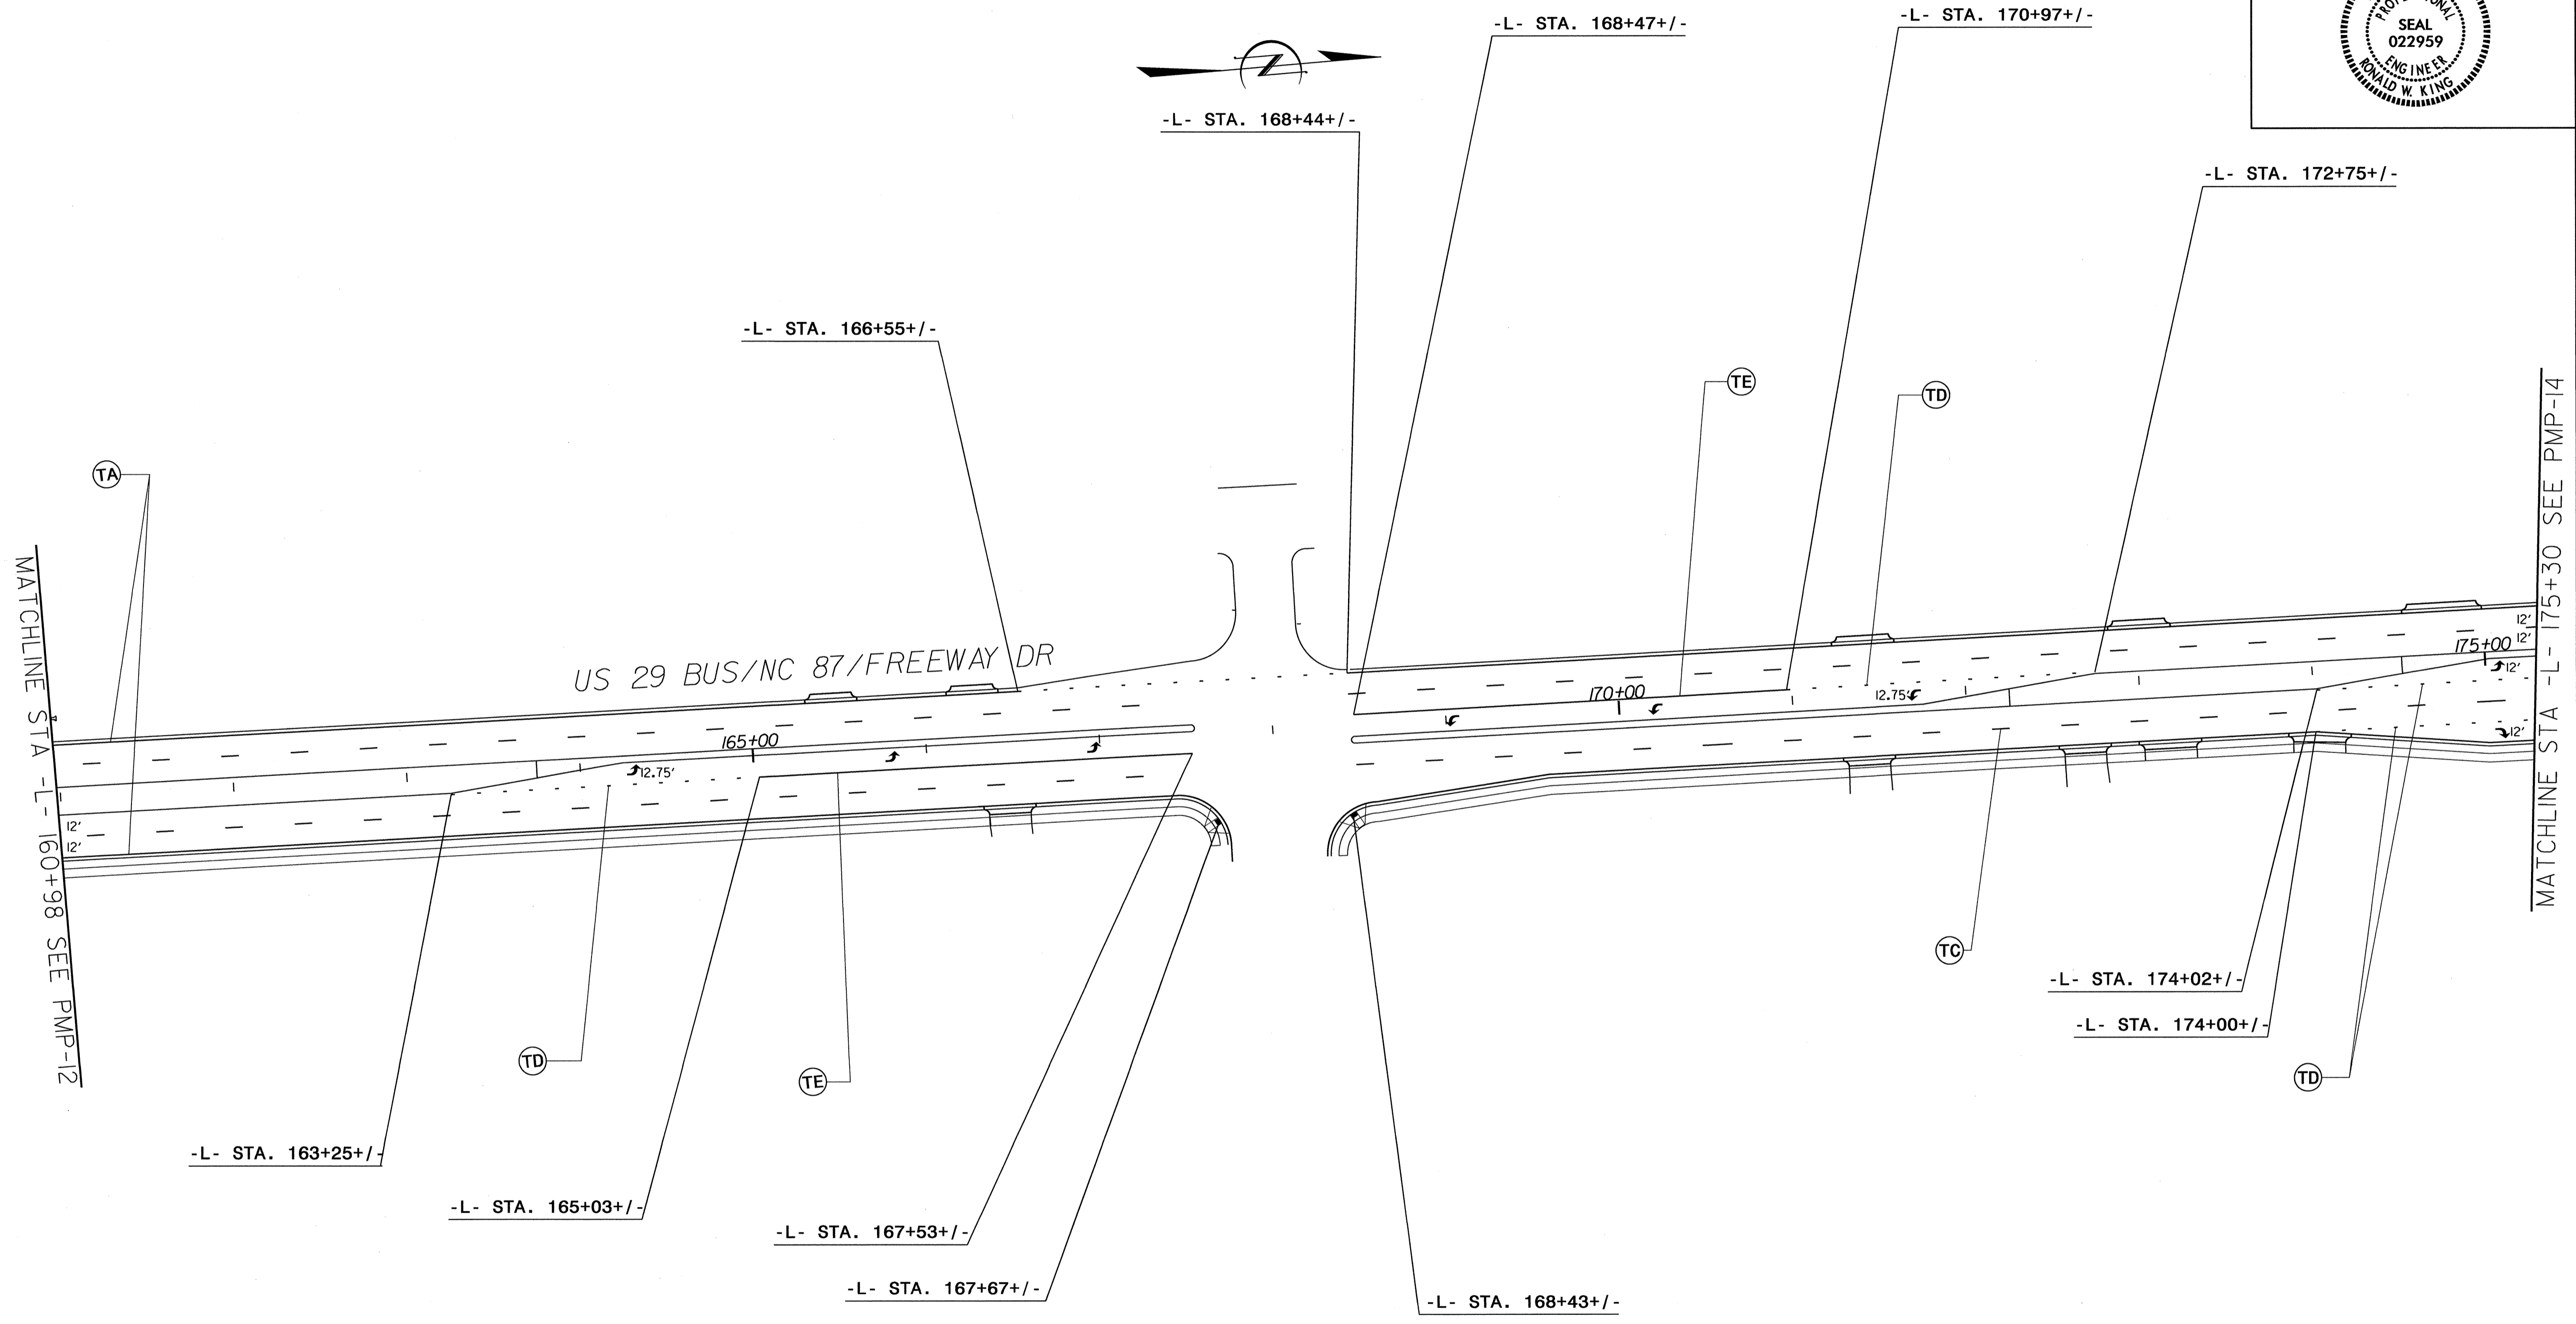 PROFESSIONAL
SEAL
022959
ENGINEER
RONALD W. KING
-L- STA. 168+47+/-
-L- STA. 170+97+/-
-L- STA. 168+44+/-
-L- STA. 172+75+/-
-L- STA. 166+55+/-
TE
TD
TA
MATCHLINE STA -L- 160+98 SEE PMP-12
MATCHLINE STA -L- 175+30 SEE PMP-14
US 29 BUS/NC 87/FREEWAY DR
12'
12'
175+00
12'
170+00
12.75'
165+00
12.75'
12'
12'
12'
TC
-L- STA. 174+02+/-
-L- STA. 174+00+/-
TD
TD
TE
-L- STA. 163+25+/-
-L- STA. 165+03+/-
-L- STA. 167+53+/-
-L- STA. 167+67+/-
-L- STA. 168+43+/-